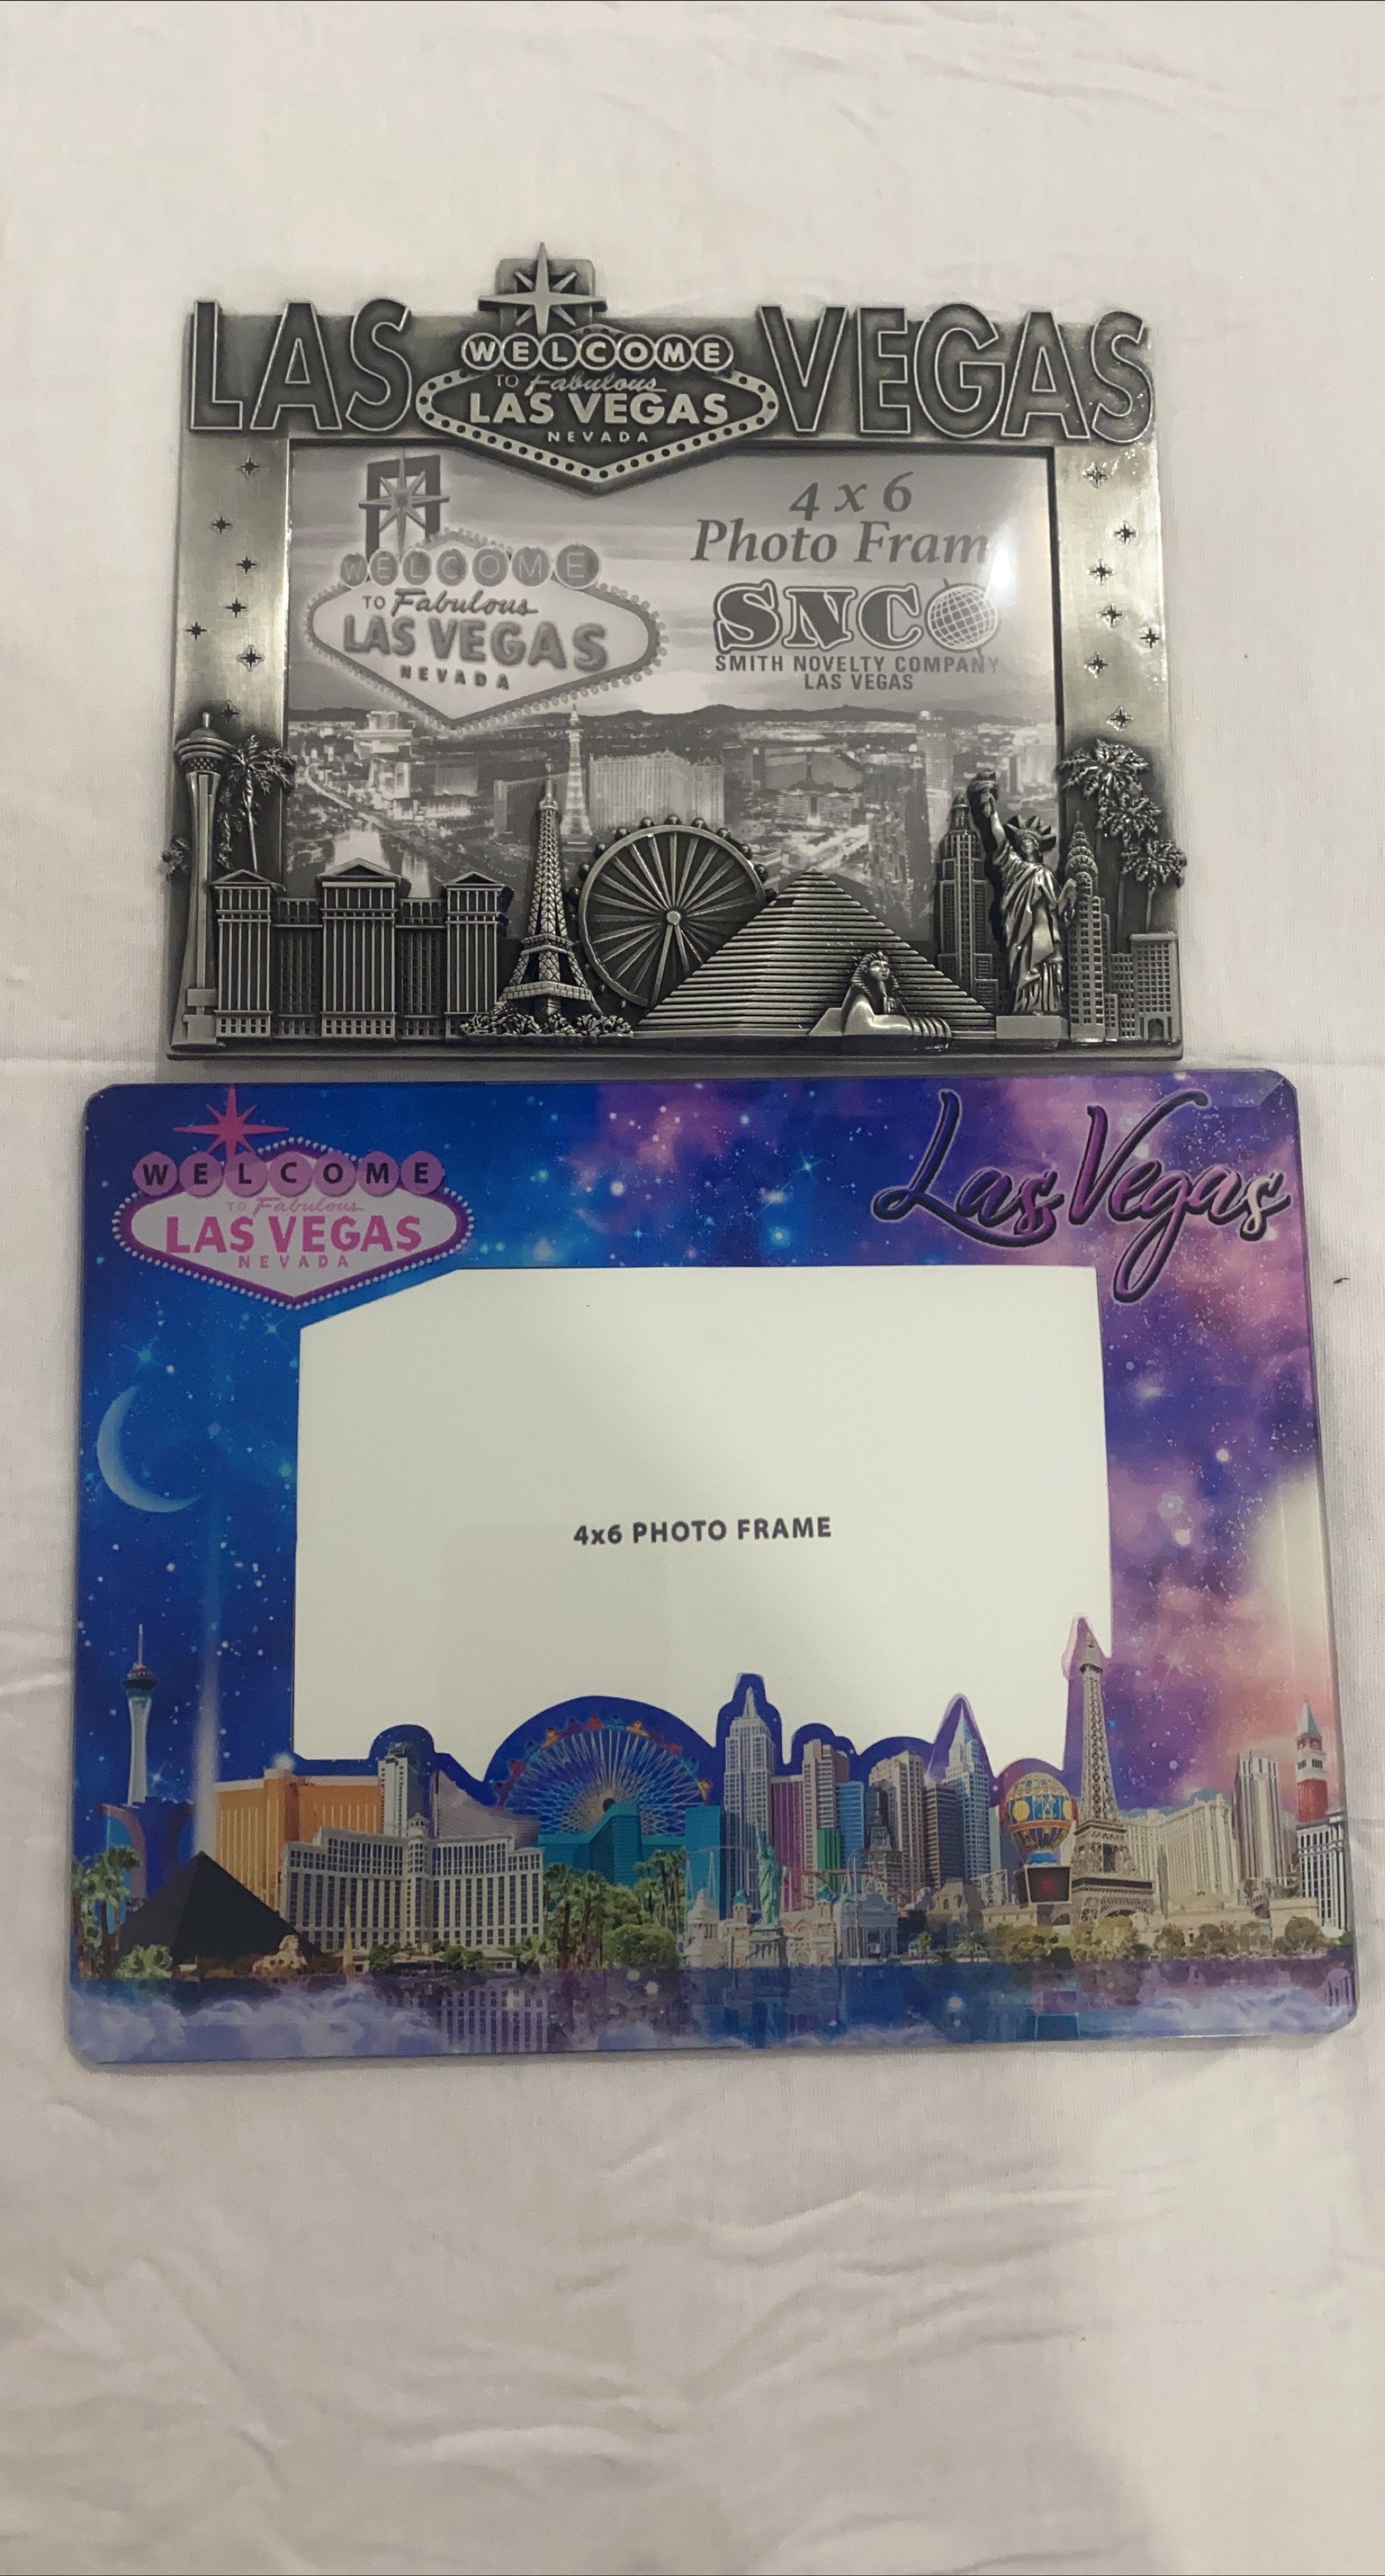 LAS VEGAS
WELCOME
TO Fabulous
LAS VEGAS
NEVADA
4 x 6
Photo Fram
WELCOME
TO Fabulous
LAS VEGAS
NEVADA
SNCO
SMITH NOVELTY COMPANY
LAS VEGAS
WELCOME
TO Fabulous
LAS VEGAS
NEVADA
Las Vegas
4x6 PHOTO FRAME